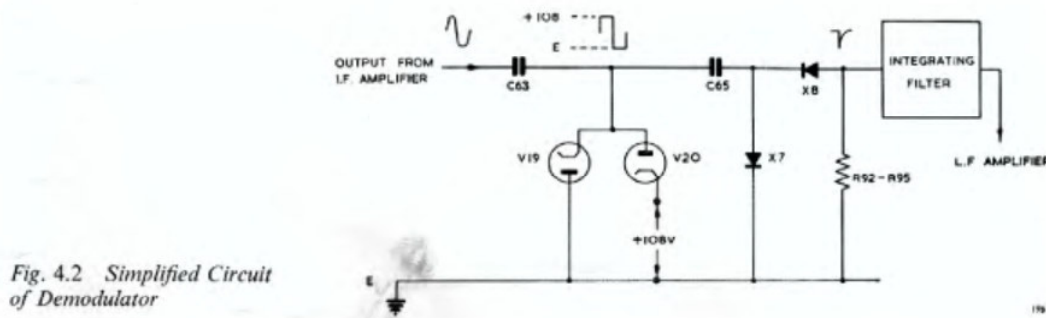 +108
E
OUTPUT FROM
I.F. AMPLIFIER
C63
C65
X8
INTEGRATING
FILTER
V19
V20
X7
R92-R95
L.F AMPLIFIER
+108V
Fig. 4.2 Simplified Circuit
of Demodulator
E